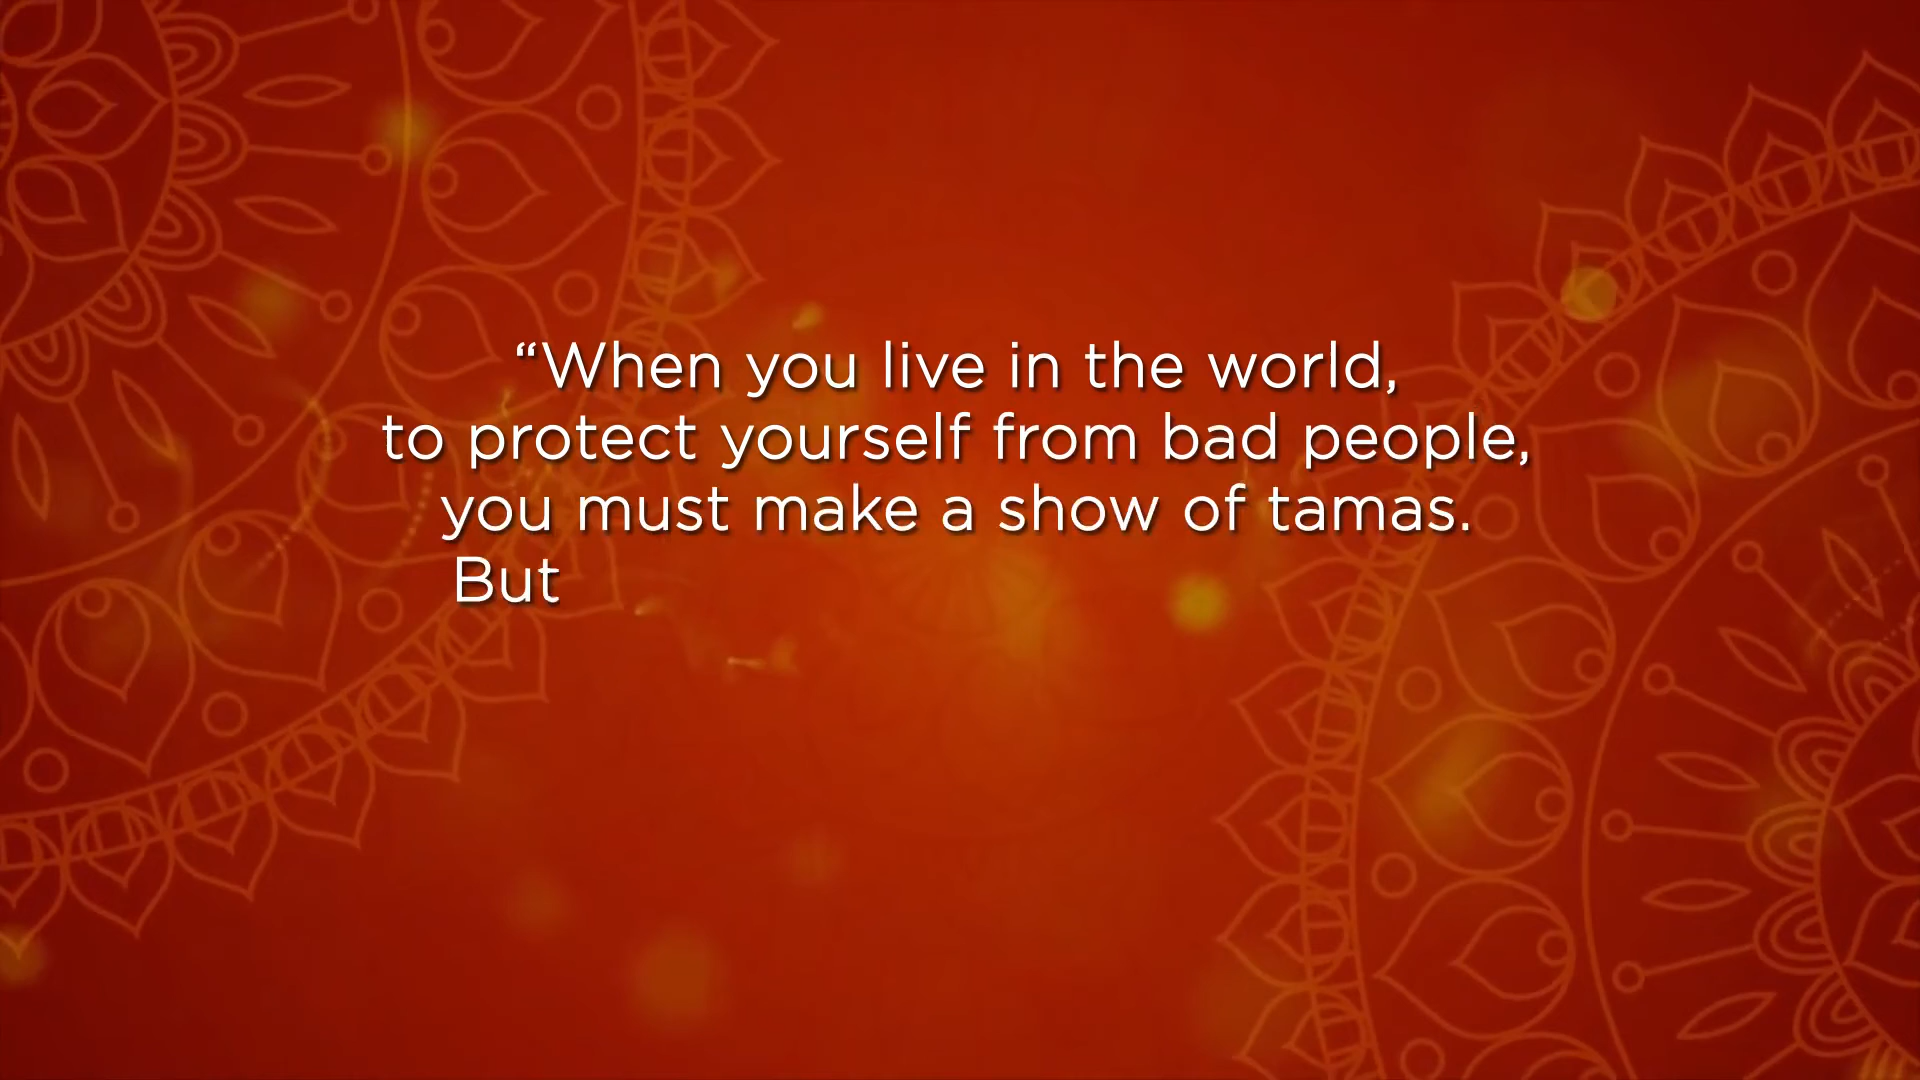 “When you live in the world,
to protect yourself from bad people,
you must make a show of tamas.
But